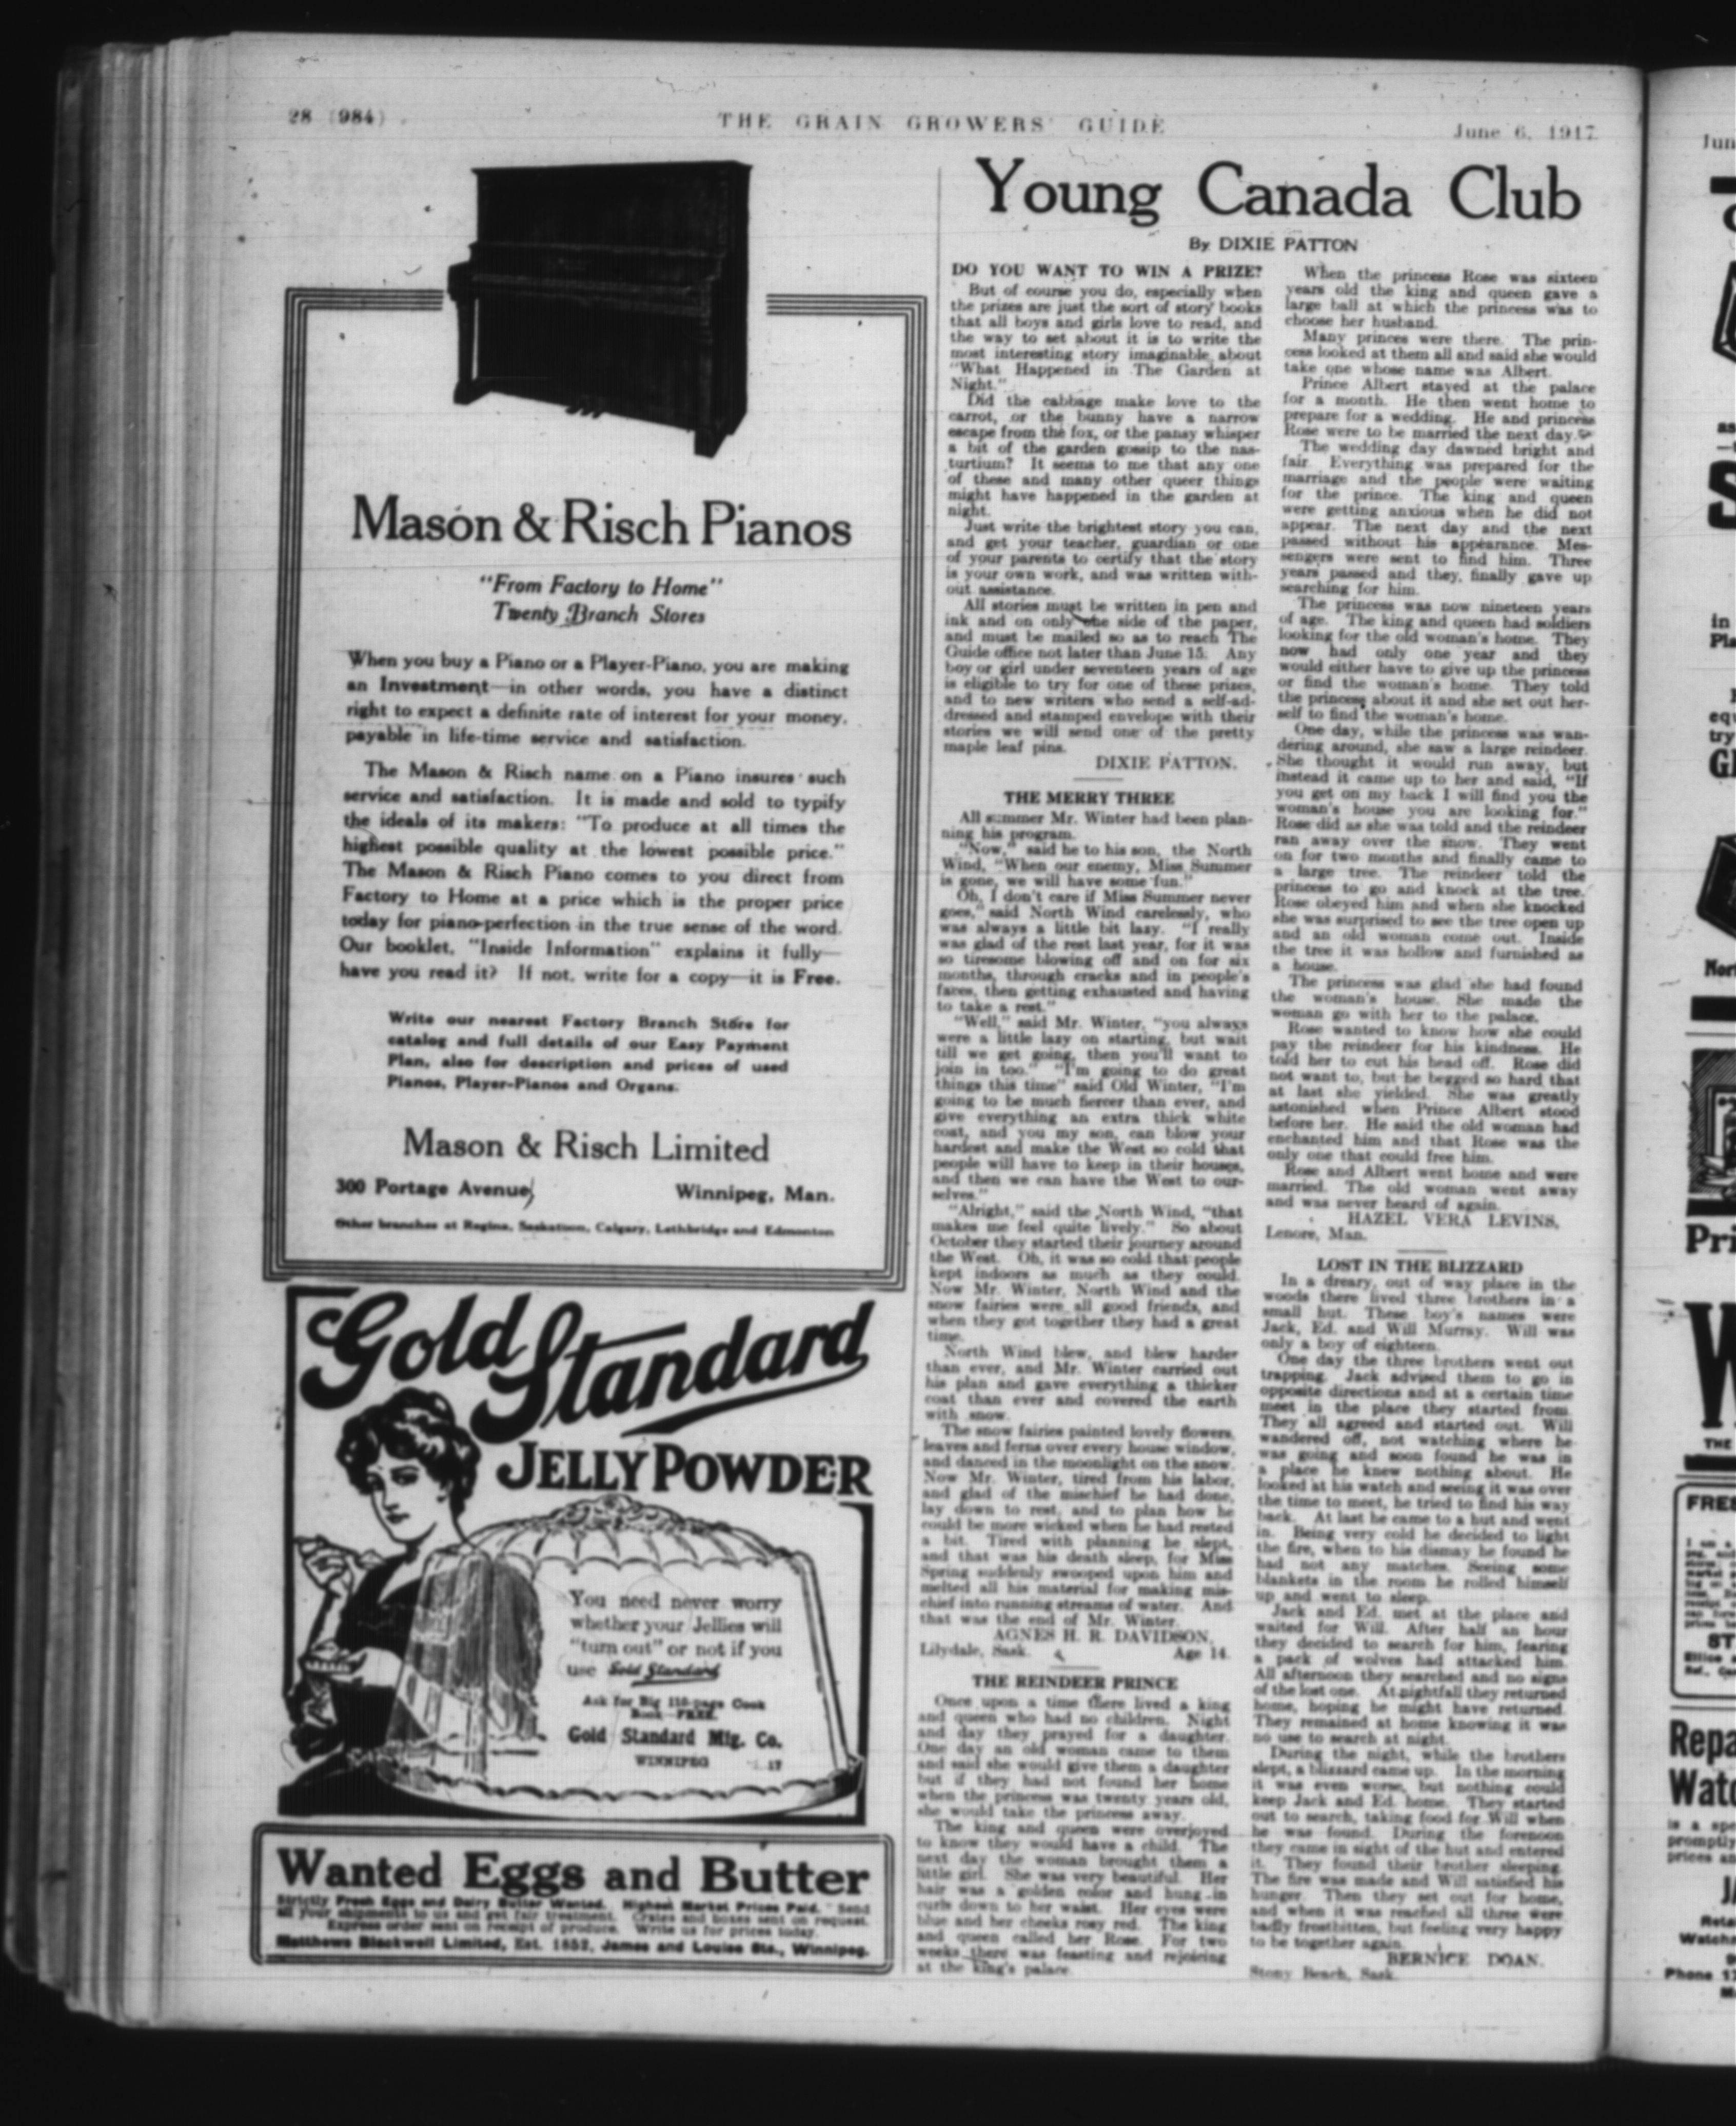 28 (984)
THE GRAIN GROWERS' GUIDE
June 6, 1917
Mason & Risch Pianos
"From Factory to Home"
Twenty Branch Stores
When you buy a Piano or a Player-Piano, you are making
an Investment—in other words, you have a distinct
right to expect a definite rate of interest for your money,
payable in life-time service and satisfaction.
The Mason & Risch name on a Piano insures such
service and satisfaction. It is made and sold to typify
the ideals of its makers: "To produce at all times the
highest possible quality at the lowest possible price."
The Mason & Risch Piano comes to you direct from
Factory to Home at a price which is the proper price
today for piano-perfection in the true sense of the word.
Our booklet, "Inside Information" explains it fully—
have you read it? If not, write for a copy—it is Free.
Write our nearest Factory Branch Store for
catalog and full details of our Easy Payment
Plan, also for description and prices of used
Pianos, Player-Pianos and Organs.
Mason & Risch Limited
300 Portage Avenue, Winnipeg, Man.
Other branches at Regina, Saskatoon, Calgary, Lethbridge and Edmonton
Gold Standard
JELLY POWDER
You need never worry
whether your Jellies will
"turn out" or not if you
use Gold Standard
Ask for Big 110-page Cook
Book—FREE.
Gold Standard Mfg. Co.
WINNIPEG 17
Wanted Eggs and Butter
Strictly Fresh Eggs and Dairy Butter Wanted. Highest Market Prices Paid. Send
all your shipments to us and get fair treatment. Crates and boxes sent on request.
Express order sent on receipt of produce. Write us for prices today.
Matthews Blackwell Limited, Est. 1852, James and Louise Sts., Winnipeg.
Young Canada Club
By DIXIE PATTON
DO YOU WANT TO WIN A PRIZE?
But of course you do, especially when
the prizes are just the sort of story books
that all boys and girls love to read, and
the way to set about it is to write the
most interesting story imaginable about
"What Happened in The Garden at
Night."
Did the cabbage make love to the
carrot, or the bunny have a narrow
escape from the fox, or the pansy whisper
a bit of the garden gossip to the nas-
turtium? It seems to me that any one
of these and many other queer things
might have happened in the garden at
night.
Just write the brightest story you can,
and get your teacher, guardian or one
of your parents to certify that the story
is your own work, and was written with-
out assistance.
All stories must be written in pen and
ink and on only one side of the paper,
and must be mailed so as to reach The
Guide office not later than June 15. Any
boy or girl under seventeen years of age
is eligible to try for one of these prizes,
and to new writers who send a self-ad-
dressed and stamped envelope with their
stories we will send one of the pretty
maple leaf pins.
DIXIE PATTON.
THE MERRY THREE
All summer Mr. Winter had been plan-
ning his program.
"Now," said he to his son, the North
Wind, "When our enemy, Miss Summer
is gone, we will have some fun."
Oh, I don't care if Miss Summer never
goes," said North Wind carelessly, who
was always a little bit lazy. "I really
was glad of the rest last year, for it was
so tiresome blowing off and on for six
months, through cracks and in people's
faces, then getting exhausted and having
to take a rest."
"Well," said Mr. Winter, "you always
were a little lazy on starting, but wait
till we get going, then you'll want to
join in too." "I'm going to do great
things this time" said Old Winter, "I'm
going to be much fiercer than ever, and
give everything an extra thick white
coat, and you my son, can blow your
hardest and make the West so cold that
people will have to keep in their houses,
and then we can have the West to our-
selves."
"Alright," said the North Wind, "that
makes me feel quite lively." So about
October they started their journey around
the West. Oh, it was so cold that people
kept indoors as much as they could.
Now Mr. Winter, North Wind and the
snow fairies were all good friends, and
when they got together they had a great
time.
North Wind blew, and blew harder
than ever, and Mr. Winter carried out
his plan and gave everything a thicker
coat than ever and covered the earth
with snow.
The snow fairies painted lovely flowers,
leaves and ferns over every house window,
and danced in the moonlight on the snow.
Now Mr. Winter, tired from his labor,
and glad of the mischief he had done,
lay down to rest, and to plan how he
could be more wicked when he had rested
a bit. Tired with planning he slept,
and that was his death sleep, for Miss
Spring suddenly swooped upon him and
melted all his material for making mis-
chief into running streams of water. And
that was the end of Mr. Winter.
AGNES H. R. DAVIDSON,
Lilydale, Sask. Age 14.
THE REINDEER PRINCE
Once upon a time there lived a king
and queen who had no children. Night
and day they prayed for a daughter.
One day an old woman came to them
and said she would give them a daughter
but if they had not found her home
when the princess was twenty years old,
she would take the princess away.
The king and queen were overjoyed
to know they would have a child. The
next day the woman brought them a
little girl. She was very beautiful. Her
hair was a golden color and hung in
curls down to her waist. Her eyes were
blue and her cheeks rosy red. The king
and queen called her Rose. For two
weeks there was feasting and rejoicing
at the king's palace.
When the princess Rose was sixteen
years old the king and queen gave a
large ball at which the princess was to
choose her husband.
Many princes were there. The prin-
cess looked at them all and said she would
take one whose name was Albert.
Prince Albert stayed at the palace
for a month. He then went home to
prepare for a wedding. He and princess
Rose were to be married the next day.
The wedding day dawned bright and
fair. Everything was prepared for the
marriage and the people were waiting
for the prince. The king and queen
were getting anxious when he did not
appear. The next day and the next
passed without his appearance. Mes-
sengers were sent to find him. Three
years passed and they, finally gave up
searching for him.
The princess was now nineteen years
of age. The king and queen had soldiers
looking for the old woman's home. They
now had only one year and they
would either have to give up the princess
or find the woman's home. They told
the princess about it and she set out her-
self to find the woman's home.
One day, while the princess was wan-
dering around, she saw a large reindeer.
She thought it would run away, but
instead it came up to her and said, "If
you get on my back I will find you the
woman's house you are looking for."
Rose did as she was told and the reindeer
ran away over the snow. They went
on for two months and finally came to
a large tree. The reindeer told the
princess to go and knock at the tree.
Rose obeyed him and when she knocked
she was surprised to see the tree open up
and an old woman come out. Inside
the tree it was hollow and furnished as
a house.
The princess was glad she had found
the woman's house. She made the
woman go with her to the palace.
Rose wanted to know how she could
pay the reindeer for his kindness. He
told her to cut his head off. Rose did
not want to, but he begged so hard that
at last she yielded. She was greatly
astonished when Prince Albert stood
before her. He said the old woman had
enchanted him and that Rose was the
only one that could free him.
Rose and Albert went home and were
married. The old woman went away
and was never heard of again.
HAZEL VERA LEVINS,
Lenore, Man.
LOST IN THE BLIZZARD
In a dreary, out of way place in the
woods there lived three brothers in a
small hut. These boy's names were
Jack, Ed. and Will Murray. Will was
only a boy of eighteen.
One day the three brothers went out
trapping. Jack advised them to go in
opposite directions and at a certain time
meet in the place they started from.
They all agreed and started out. Will
wandered off, not watching where he
was going and soon found he was in
a place he knew nothing about. He
looked at his watch and seeing it was over
the time to meet, he tried to find his way
back. At last he came to a hut and went
in. Being very cold he decided to light
the fire, when to his dismay he found he
had not any matches. Seeing some
blankets in the room he rolled himself
up and went to sleep.
Jack and Ed. met at the place and
waited for Will. After half an hour
they decided to search for him, fearing
a pack of wolves had attacked him.
All afternoon they searched and no signs
of the lost one. At nightfall they returned
home, hoping he might have returned.
They remained at home knowing it was
no use to search at night.
During the night, while the brothers
slept, a blizzard came up. In the morning
it was even worse, but nothing could
keep Jack and Ed. home. They started
out to search, taking food for Will when
he was found. During the forenoon
they came in sight of the hut and entered
it. They found their brother sleeping.
The fire was made and Will satisfied his
hunger. Then they set out for home,
and when it was reached all three were
badly frostbitten, but feeling very happy
to be together again.
BERNICE DOAN.
Stony Beach, Sask.